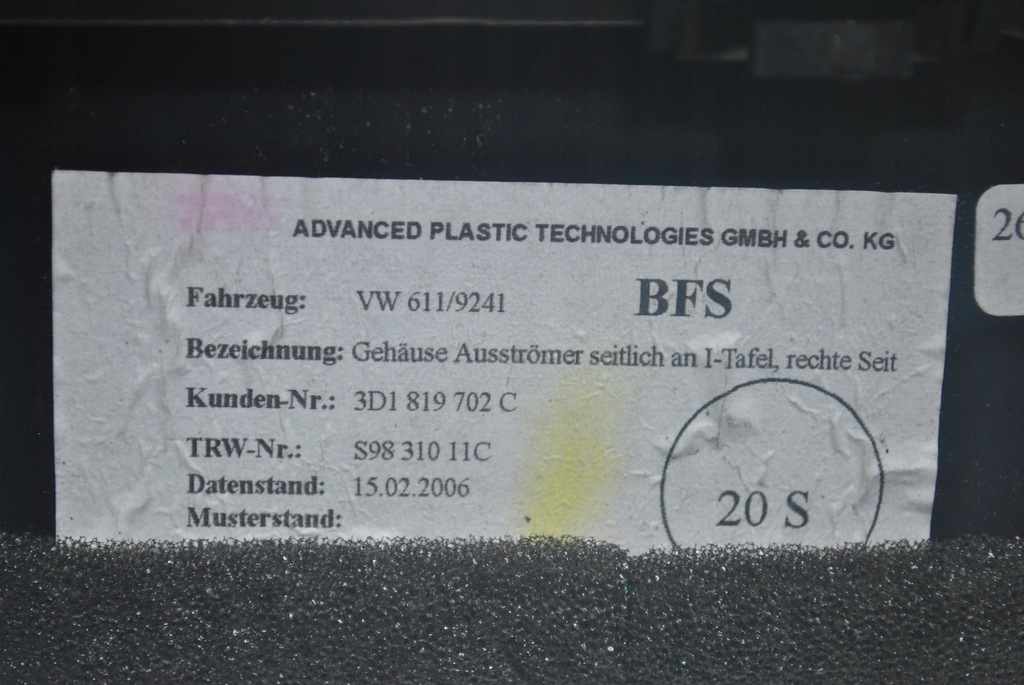 ADVANCED PLASTIC TECHNOLOGIES GMBH & CO. KG
Fahrzeug: VW 611/9241 BFS
Bezeichnung: Gehäuse Ausströmer seitlich an I-Tafel, rechte Seit
Kunden-Nr.: 3D1 819 702 C
TRW-Nr.: S98 310 11C
Datenstand: 15.02.2006
Musterstand:
20 S